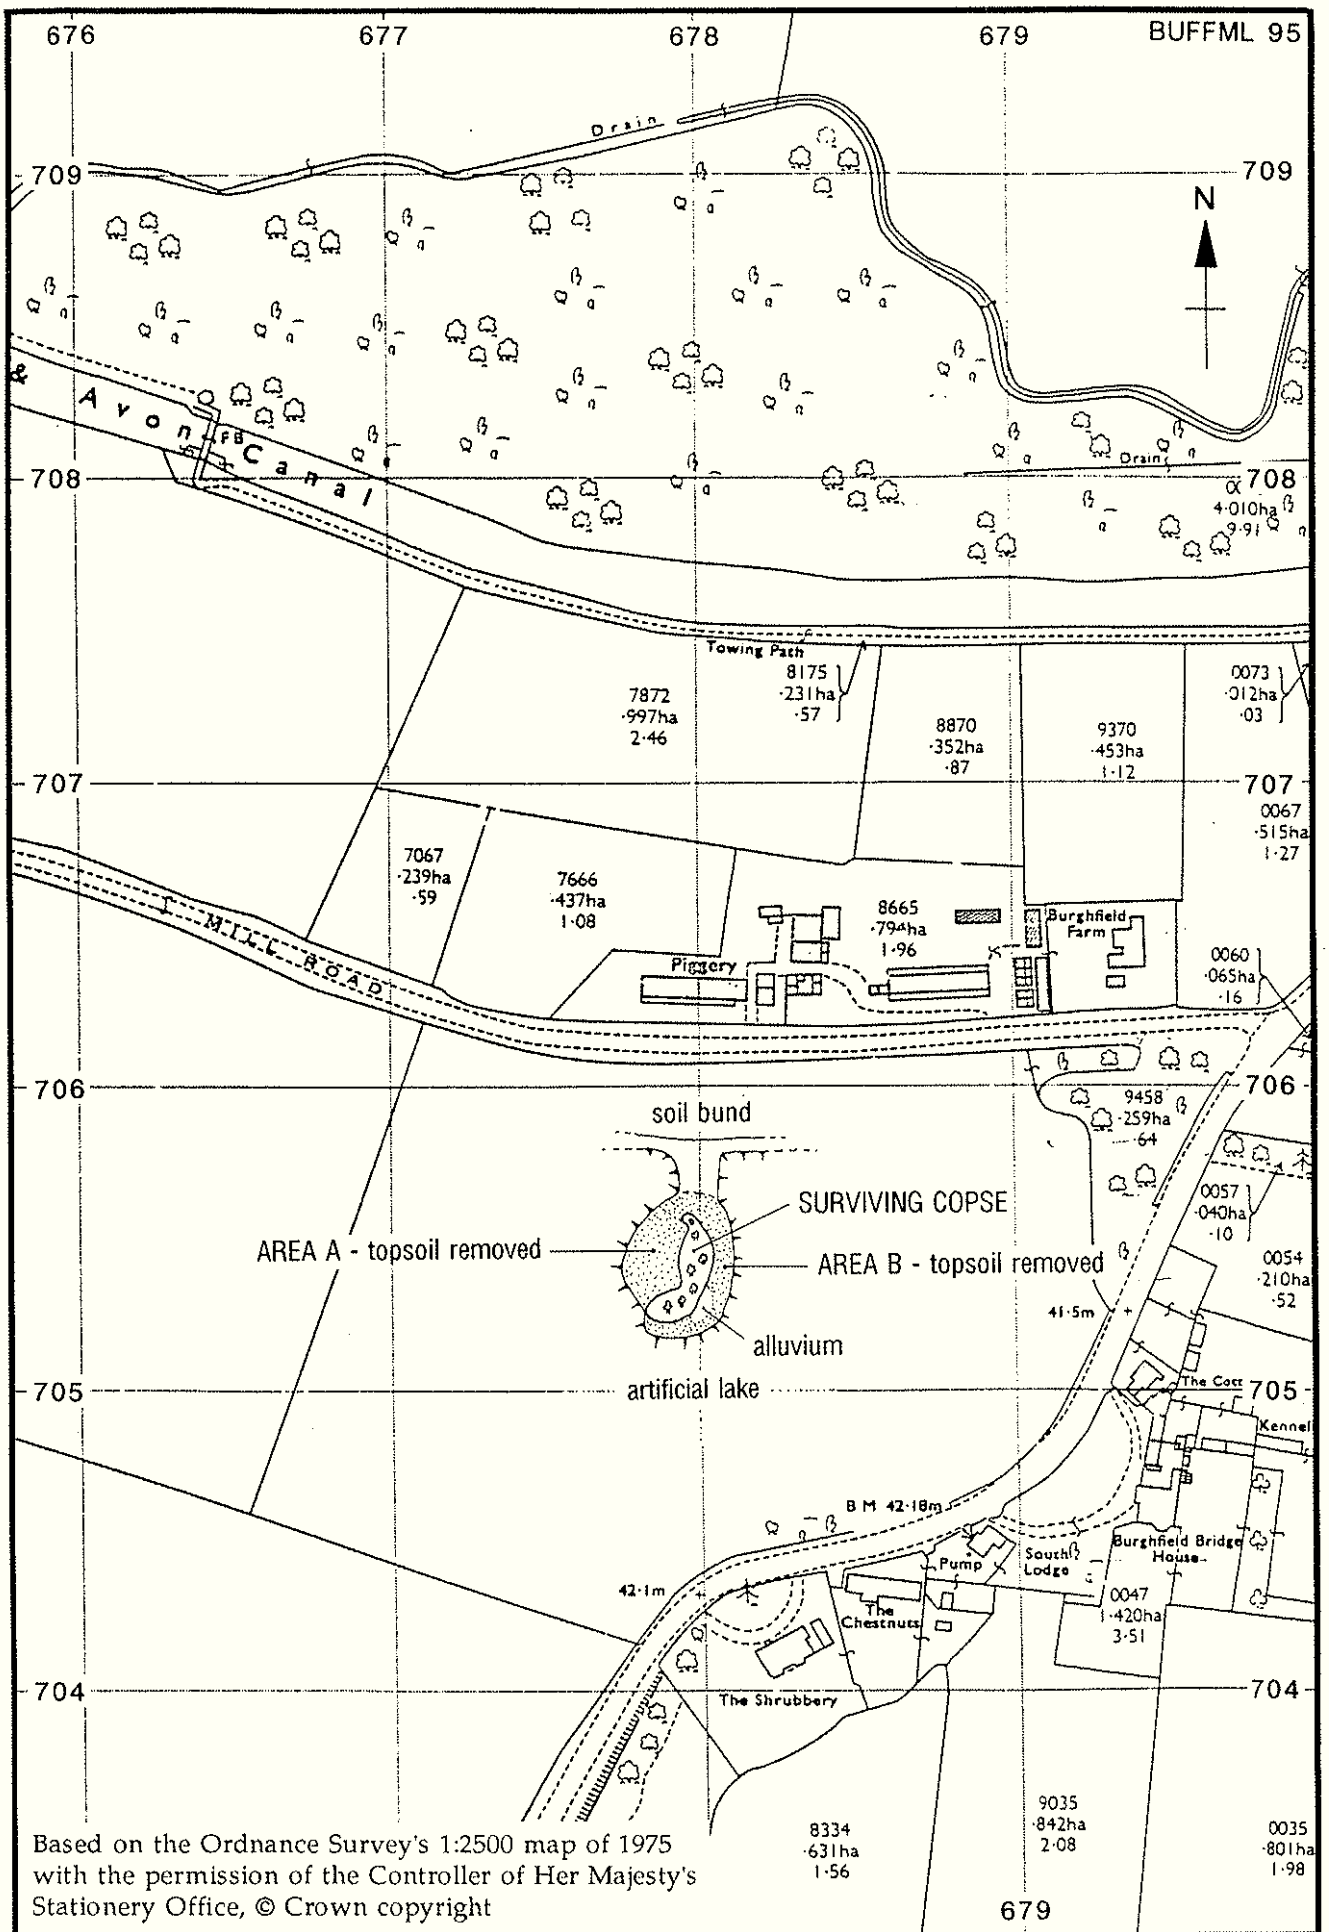 676
677
678
679
BUFFML 95
Drain
709
709
N
& Avon Canal
FB
Drain
708
708
4·010ha
9·91
Towing Path
7872
·997ha
2·46
8175
·231ha
·57
8870
·352ha
·87
9370
·453ha
1·12
0073
·012ha
·03
707
707
0067
·515ha
1·27
7067
·239ha
·59
7666
·437ha
1·08
8665
·794ha
1·96
Burghfield
Farm
MILL ROAD
Piggery
0060
·065ha
·16
706
706
soil bund
9458
·259ha
·64
SURVIVING COPSE
0057
·040ha
·10
AREA A - topsoil removed
AREA B - topsoil removed
0054
·210ha
·52
41·5m
alluvium
705
artificial lake
The Cott
705
Kennel
BM 42·18m
Pump
South
Lodge
Burghfield Bridge
House
42·1m
The
Chestnuts
0047
1·420ha
3·51
704
The Shrubbery
704
9035
·842ha
2·08
8334
·631ha
1·56
0035
·801ha
1·98
Based on the Ordnance Survey's 1:2500 map of 1975
with the permission of the Controller of Her Majesty's
Stationery Office, © Crown copyright
679